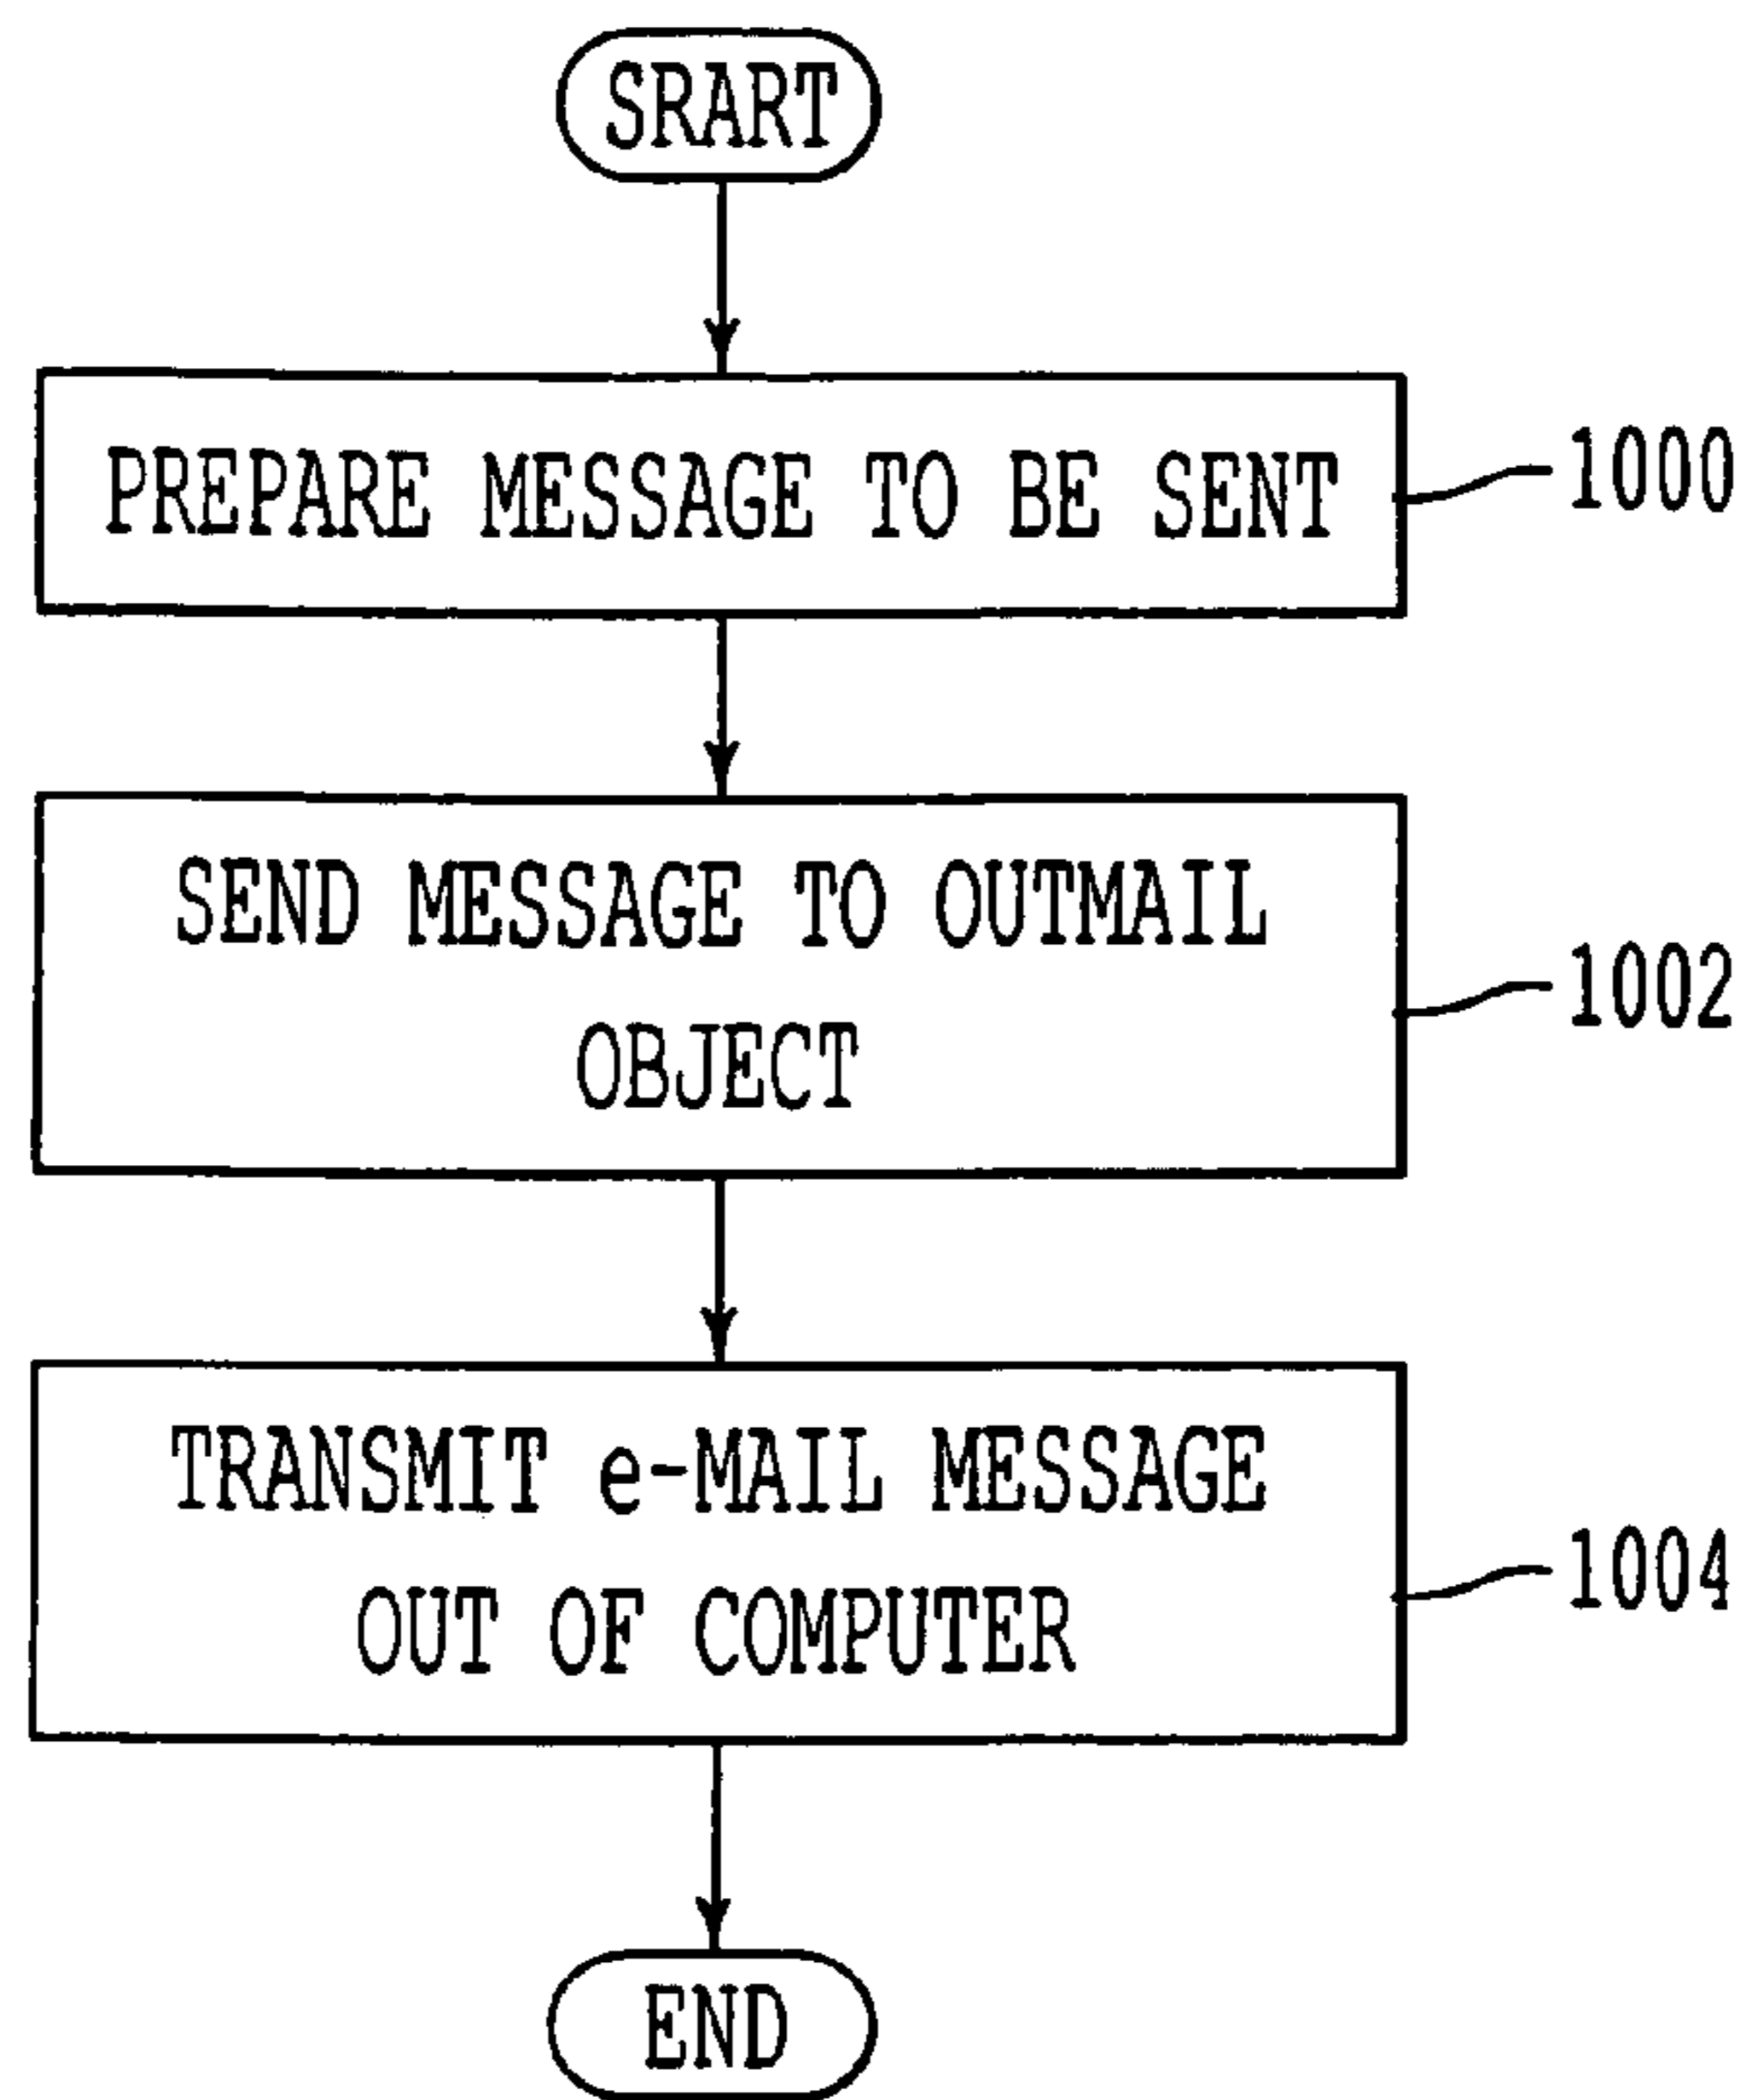 SRART
PREPARE MESSAGE TO BE SENT
1000
SEND MESSAGE TO OUTMAIL
OBJECT
1002
TRANSMIT e-MAIL MESSAGE
OUT OF COMPUTER
1004
END